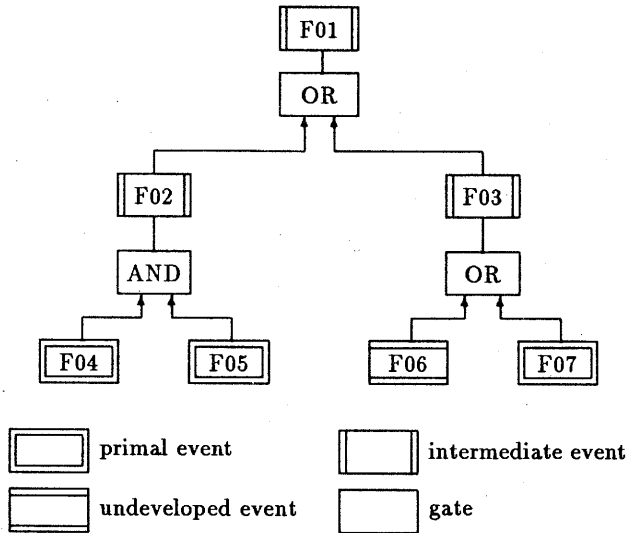 F01
OR
F02
F03
AND
OR
F04
F05
F06
F07
primal event
intermediate event
undeveloped event
gate